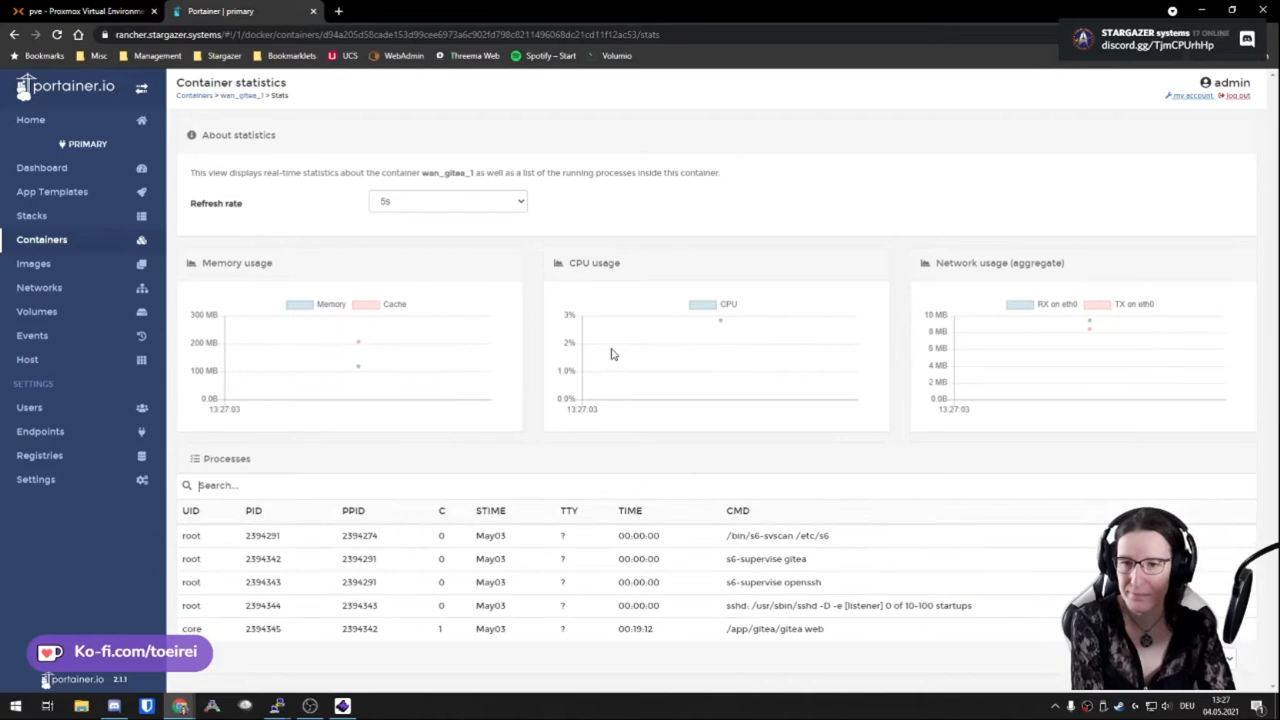 pve - Proxmox Virtual Environme
Portainer | primary
rancher.stargazer.systems/#!/1/docker/containers/d94a205d58cade153d99cee6973a6c902fd798c8211496068dc21cd11f12ac53/stats
STARGAZER systems 17 ONLINE
discord.gg/TjmCPUrhHp
Bookmarks
Misc
Management
Stargazer
Bookmarklets
UCS
WebAdmin
Threema Web
Spotify – Start
Volumio
portainer.io
Home
PRIMARY
Dashboard
App Templates
Stacks
Containers
Images
Networks
Volumes
Events
Host
SETTINGS
Users
Endpoints
Registries
Settings
Container statistics
Containers > wan_gitea_1 > Stats
admin
my account log out
About statistics
This view displays real-time statistics about the container wan_gitea_1 as well as a list of the running processes inside this container.
Refresh rate
5s
Memory usage
Memory Cache
300 MB
200 MB
100 MB
0.0B
13:27:03
CPU usage
CPU
3%
2%
1.0%
0.0%
13:27:03
Network usage (aggregate)
RX on eth0 TX on eth0
10 MB
8 MB
6 MB
4 MB
2 MB
0.0B
13:27:03
Processes
Search...
UID PID PPID C STIME TTY TIME CMD
root 2394291 2394274 0 May03 ? 00:00:00 /bin/s6-svscan /etc/s6
root 2394342 2394291 0 May03 ? 00:00:00 s6-supervise gitea
root 2394343 2394291 0 May03 ? 00:00:00 s6-supervise openssh
root 2394344 2394343 0 May03 ? 00:00:00 sshd: /usr/sbin/sshd -D -e [listener] 0 of 10-100 startups
core 2394345 2394342 1 May03 ? 00:19:12 /app/gitea/gitea web
Ko-fi.com/toeirei
portainer.io 2.1.1
DEU
13:27
04.05.2021